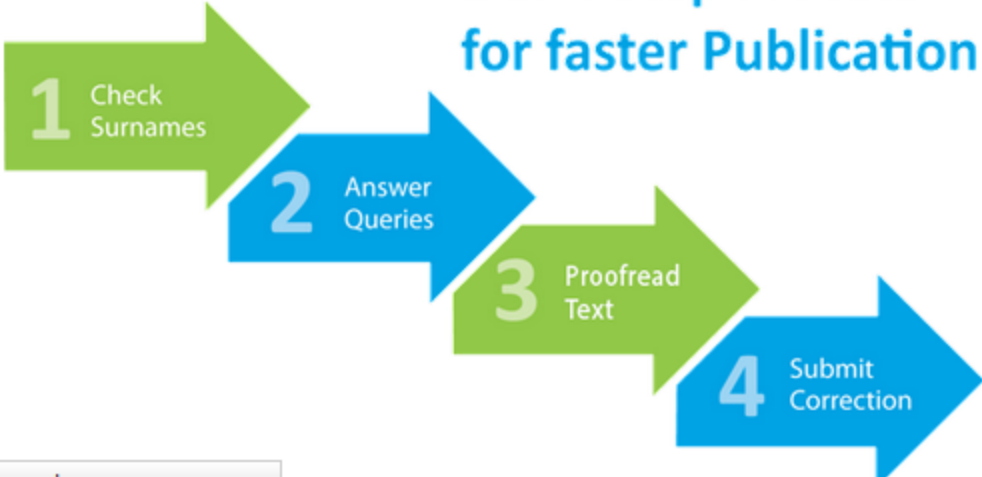 for faster Publication
1
Check
Surnames
2
Answer
Queries
3
Proofread
Text
4
Submit
Correction